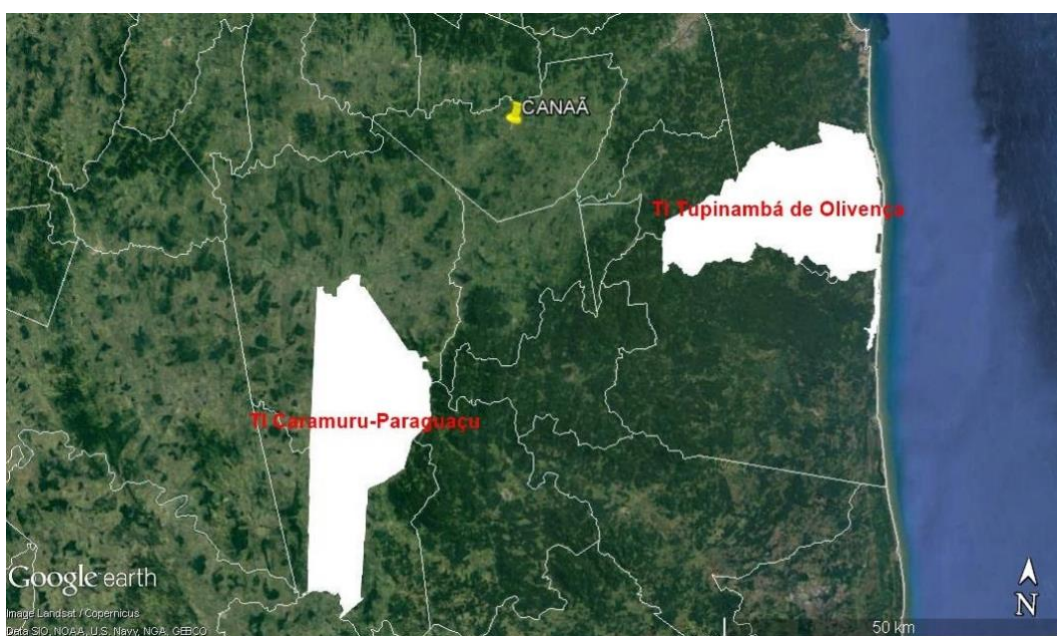 CANAÃ
TI Tupinambá de Olivença
TI Caramuru-Paraguaçu
Google earth
Image Landsat / Copernicus
Data SIO, NOAA, U.S. Navy, NGA, GEBCO
N
50 km